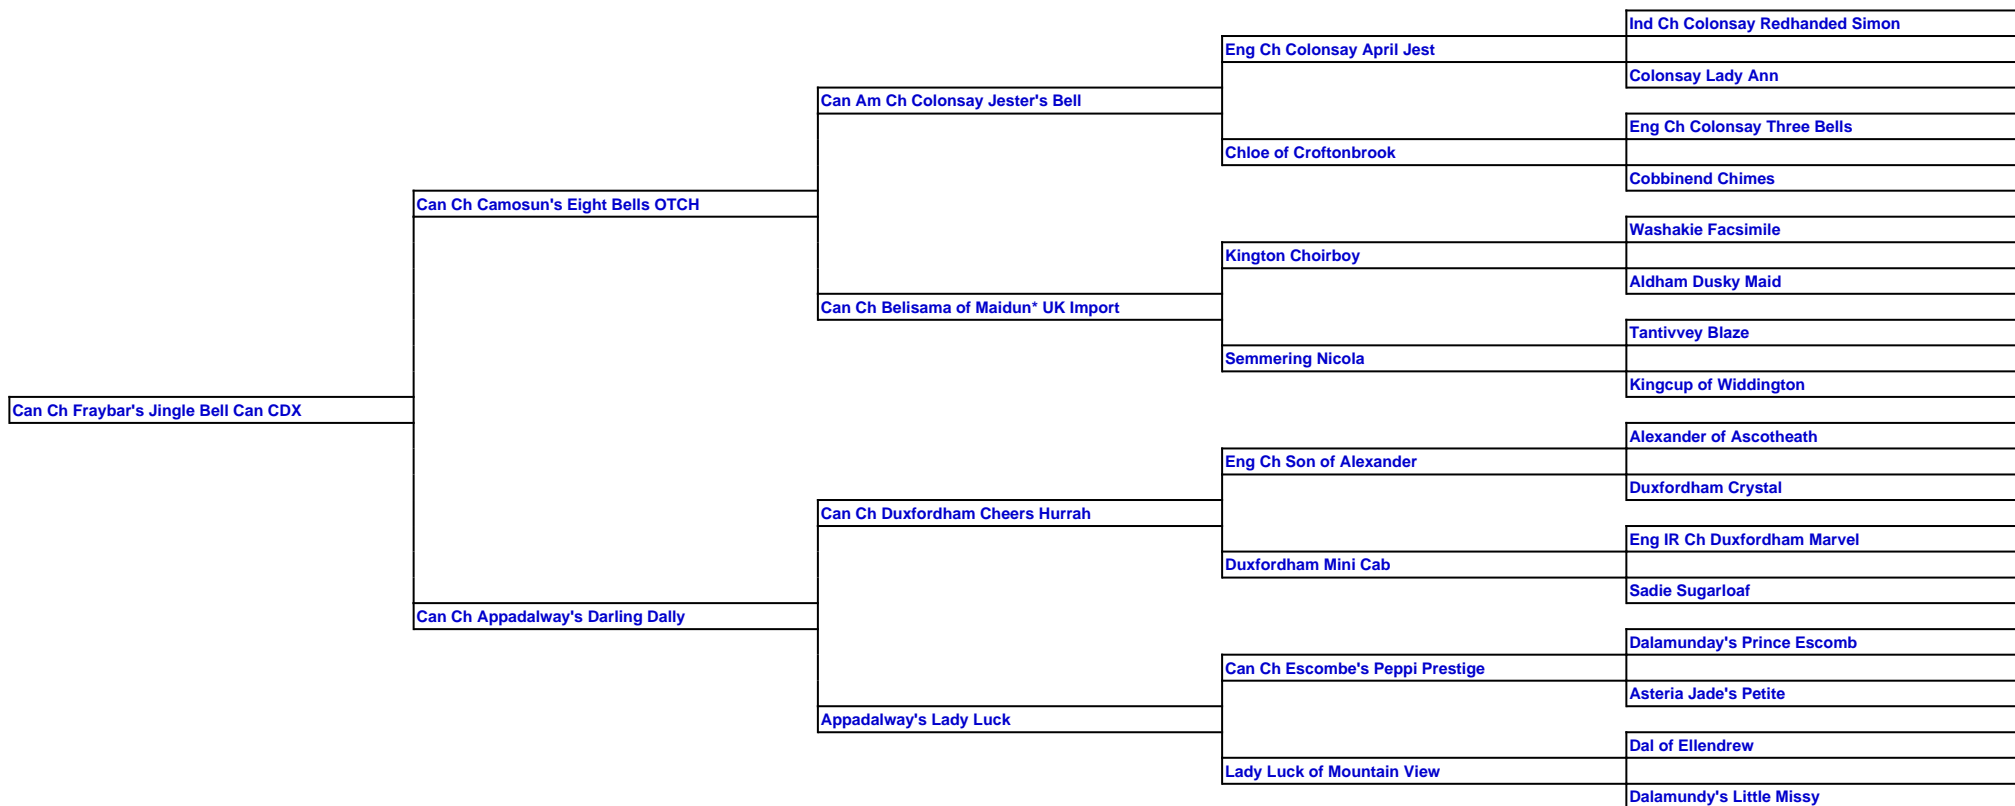 Ind Ch Colonsay Redhanded Simon
Eng Ch Colonsay April Jest
Colonsay Lady Ann
Can Am Ch Colonsay Jester's Bell
Eng Ch Colonsay Three Bells
Chloe of Croftonbrook
Cobbinend Chimes
Can Ch Camosun's Eight Bells OTCH
Washakie Facsimile
Kington Choirboy
Aldham Dusky Maid
Can Ch Belisama of Maidun* UK Import
Tantivvey Blaze
Semmering Nicola
Kingcup of Widdington
Can Ch Fraybar's Jingle Bell Can CDX
Alexander of Ascotheath
Eng Ch Son of Alexander
Duxfordham Crystal
Can Ch Duxfordham Cheers Hurrah
Eng IR Ch Duxfordham Marvel
Duxfordham Mini Cab
Sadie Sugarloaf
Can Ch Appadalway's Darling Dally
Dalamunday's Prince Escomb
Can Ch Escombe's Peppi Prestige
Asteria Jade's Petite
Appadalway's Lady Luck
Dal of Ellendrew
Lady Luck of Mountain View
Dalamundy's Little Missy